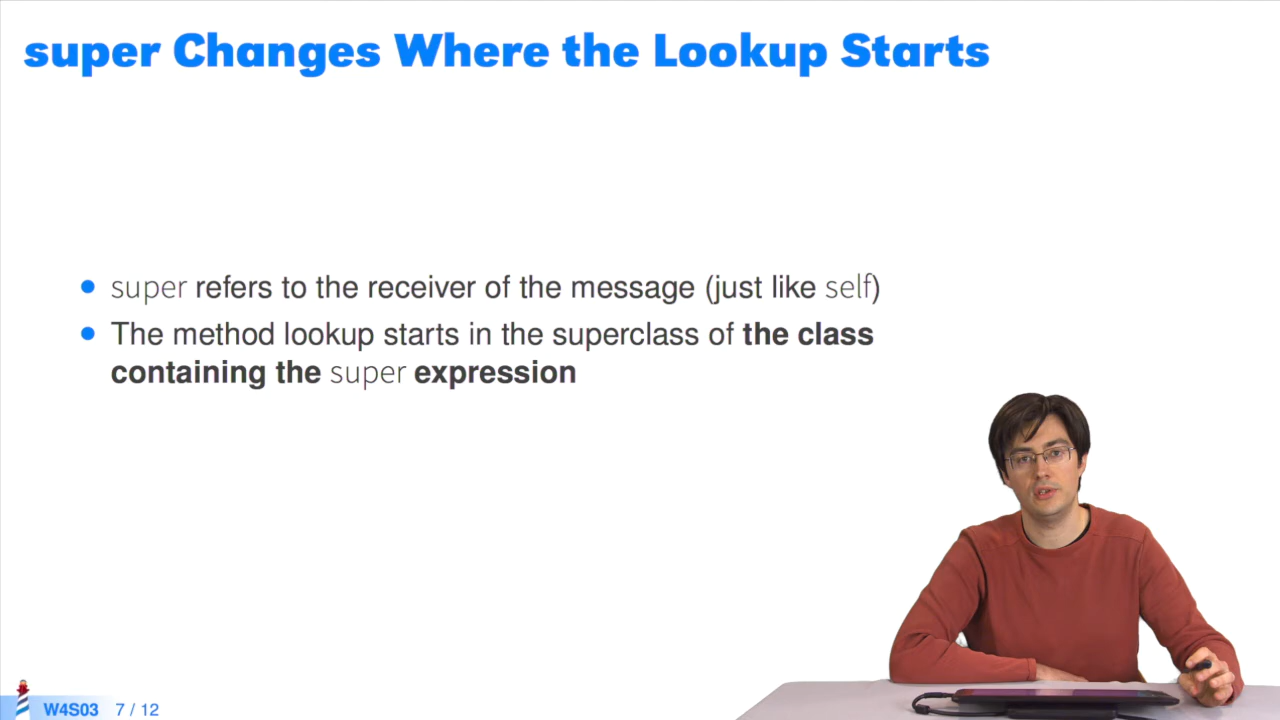 super Changes Where the Lookup Starts
super refers to the receiver of the message (just like self)
The method lookup starts in the superclass of the class
containing the super expression
W4S03 7 / 12